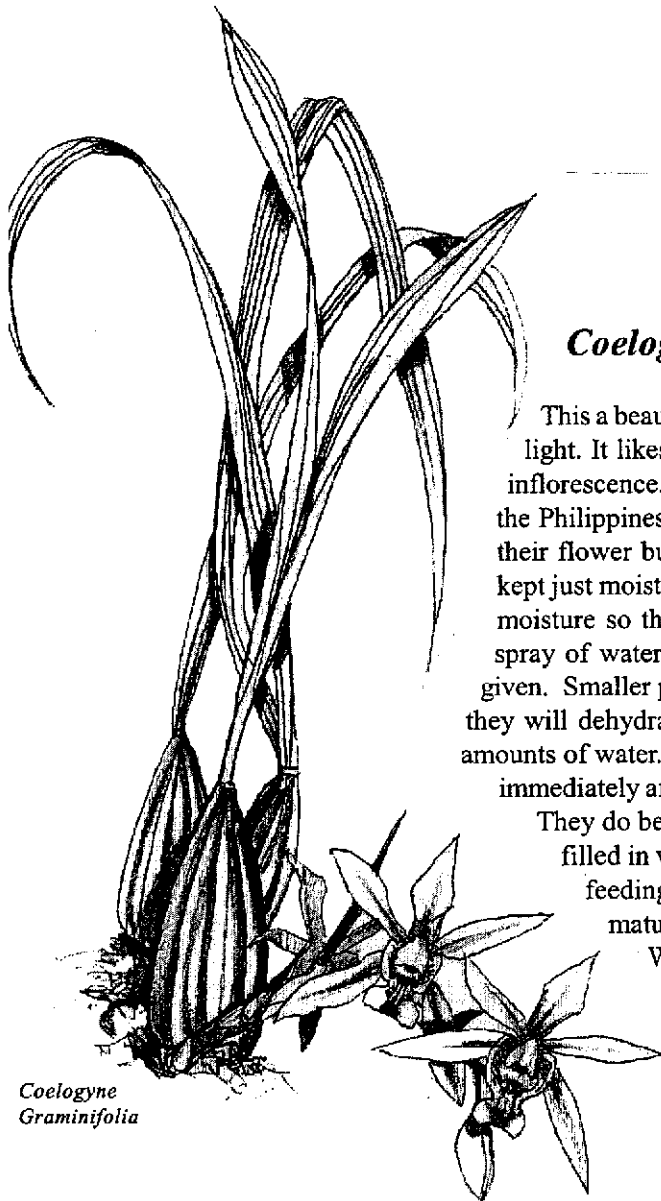 Coelog
This a beau
light. It likes
inflorescence.
the Philippines
their flower bu
kept just moist
moisture so th
spray of water
given. Smaller p
they will dehydra
amounts of water.
immediately an
They do be
filled in v
feeding
matu
W
Coelogyne
Graminifolia